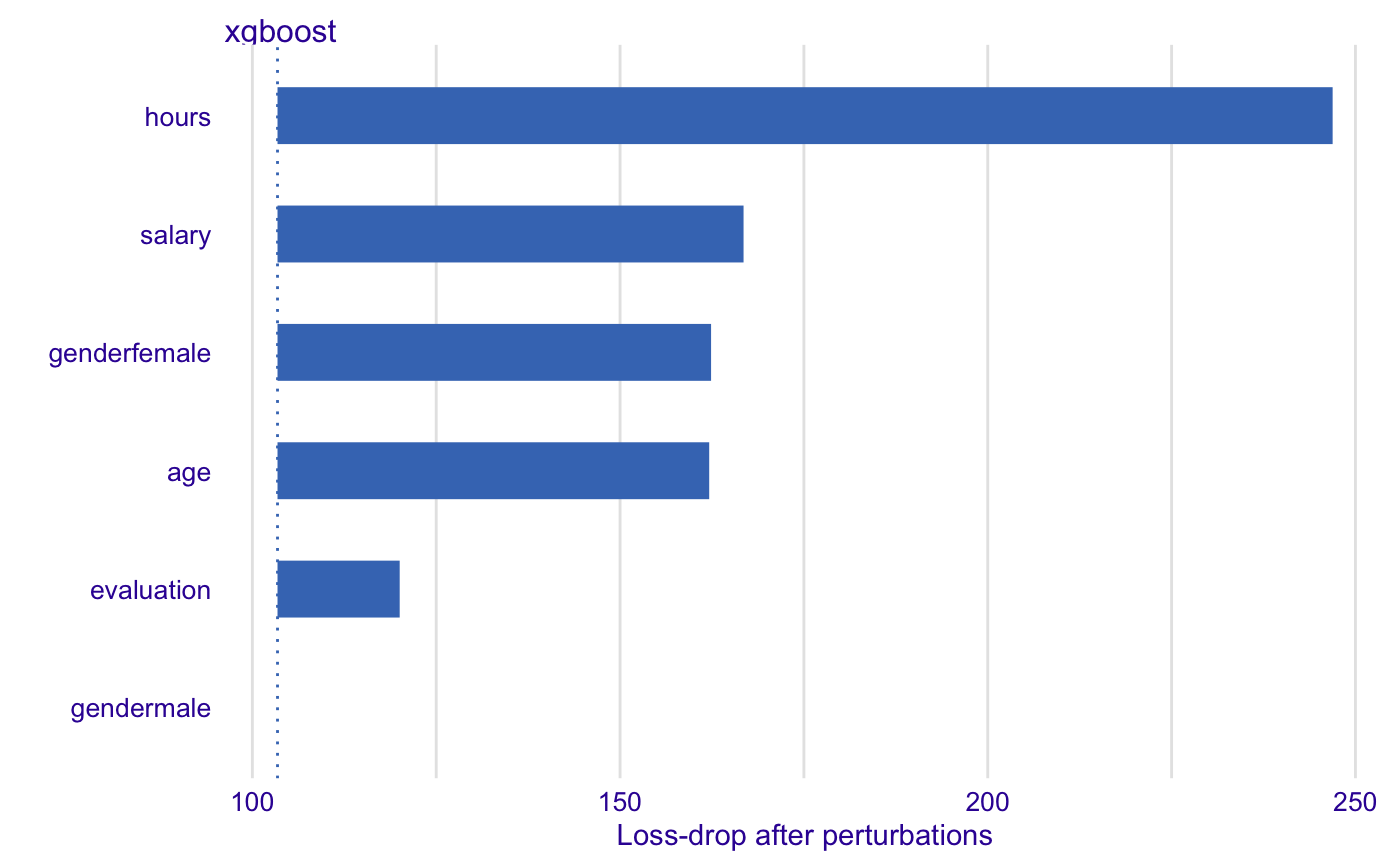 xgboost
hours
salary
genderfemale
age
evaluation
gendermale
100 150 200 250
Loss-drop after perturbations